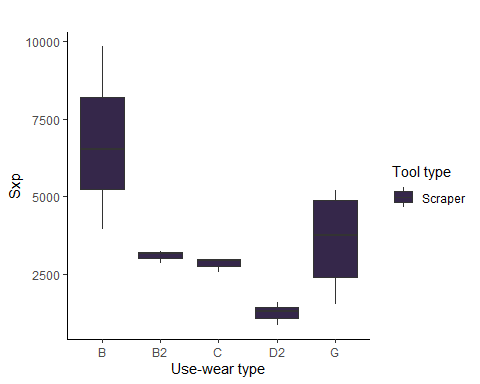 10000
7500
5000
2500
Sxp
B B2 C D2 G
Use-wear type
Tool type
Scraper